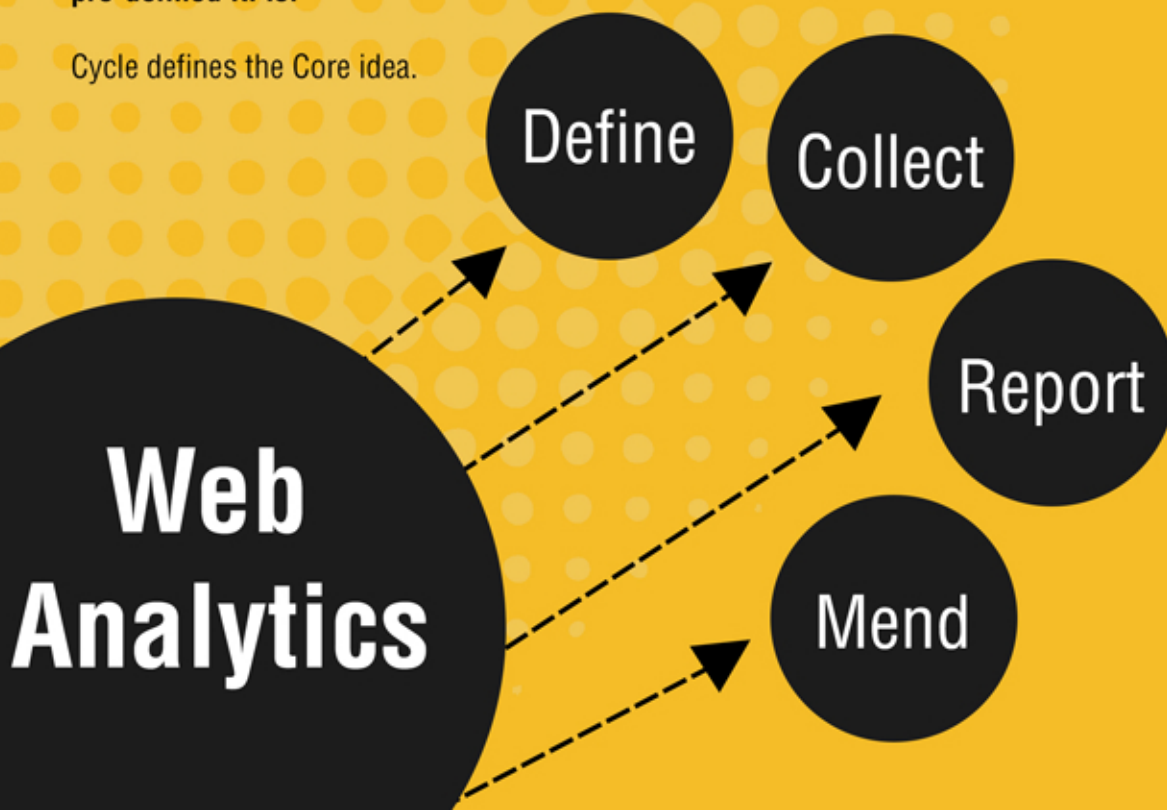 Cycle defines the Core idea.
Define
Collect
Report
Mend
Web
Analytics